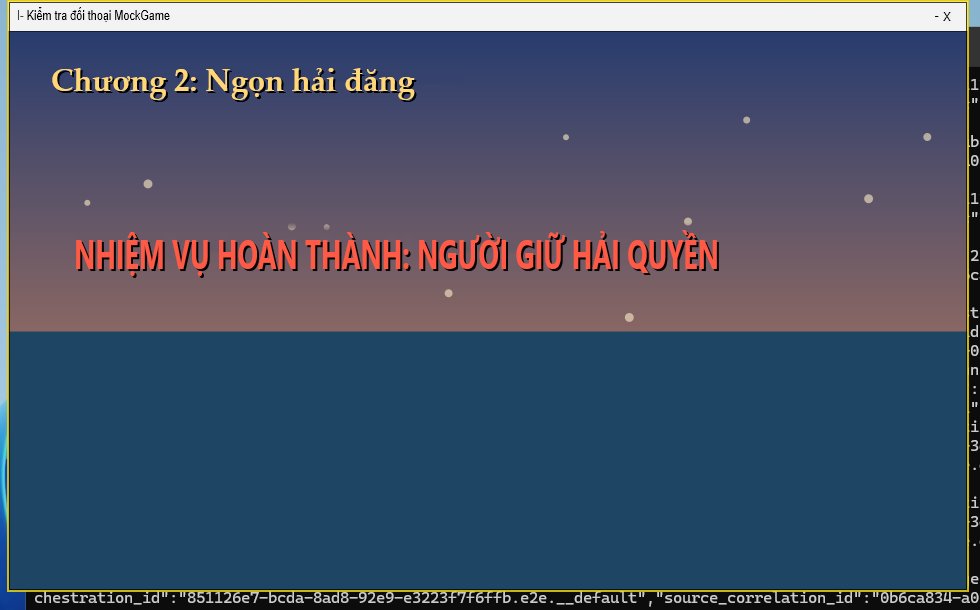 I- Kiểm tra đối thoại MockGame
- X
Chương 2: Ngọn hải đăng
NHIỆM VỤ HOÀN THÀNH: NGƯỜI GIỮ HẢI QUYỀN
chestration_id":"851126e7-bcda-8ad8-92e9-e3223f7f6ffb.e2e.__default","source_correlation_id":"0b6ca834-a